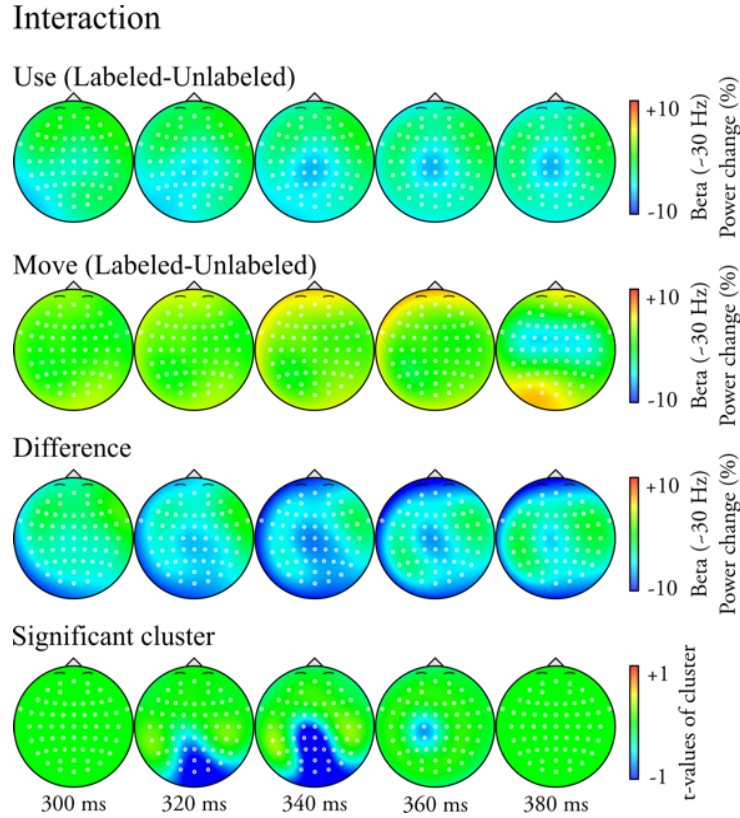 Interaction
Use (Labeled-Unlabeled)
+10
-10
Beta (~30 Hz)
Power change (%)
Move (Labeled-Unlabeled)
+10
-10
Beta (~30 Hz)
Power change (%)
Difference
+10
-10
Beta (~30 Hz)
Power change (%)
Significant cluster
+1
-1
t-values of cluster
300 ms 320 ms 340 ms 360 ms 380 ms